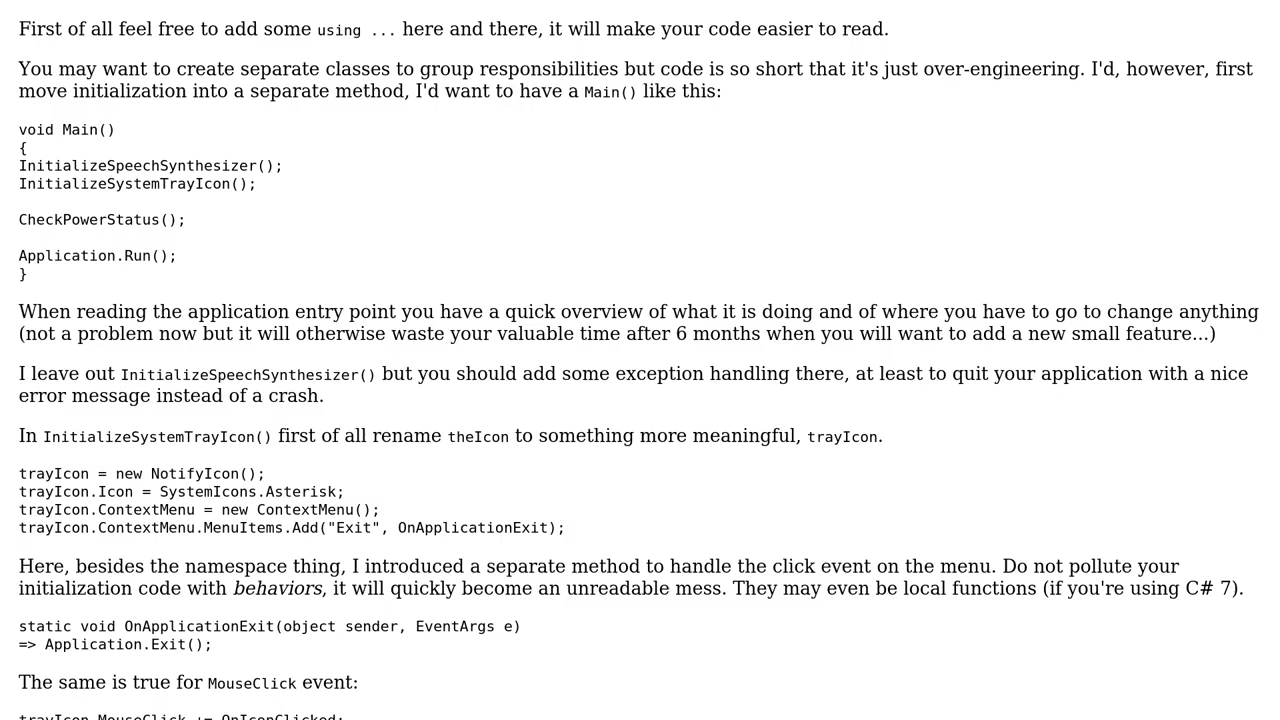 First of all feel free to add some using ... here and there, it will make your code easier to read.
You may want to create separate classes to group responsibilities but code is so short that it's just over-engineering. I'd, however, first
move initialization into a separate method, I'd want to have a Main() like this:
void Main()
{
InitializeSpeechSynthesizer();
InitializeSystemTrayIcon();
CheckPowerStatus();
Application.Run();
}
When reading the application entry point you have a quick overview of what it is doing and of where you have to go to change anything
(not a problem now but it will otherwise waste your valuable time after 6 months when you will want to add a new small feature...)
I leave out InitializeSpeechSynthesizer() but you should add some exception handling there, at least to quit your application with a nice
error message instead of a crash.
In InitializeSystemTrayIcon() first of all rename theIcon to something more meaningful, trayIcon.
trayIcon = new NotifyIcon();
trayIcon.Icon = SystemIcons.Asterisk;
trayIcon.ContextMenu = new ContextMenu();
trayIcon.ContextMenu.MenuItems.Add("Exit", OnApplicationExit);
Here, besides the namespace thing, I introduced a separate method to handle the click event on the menu. Do not pollute your
initialization code with behaviors, it will quickly become an unreadable mess. They may even be local functions (if you're using C# 7).
static void OnApplicationExit(object sender, EventArgs e)
=> Application.Exit();
The same is true for MouseClick event:
trayIcon.MouseClick += OnIconClicked;